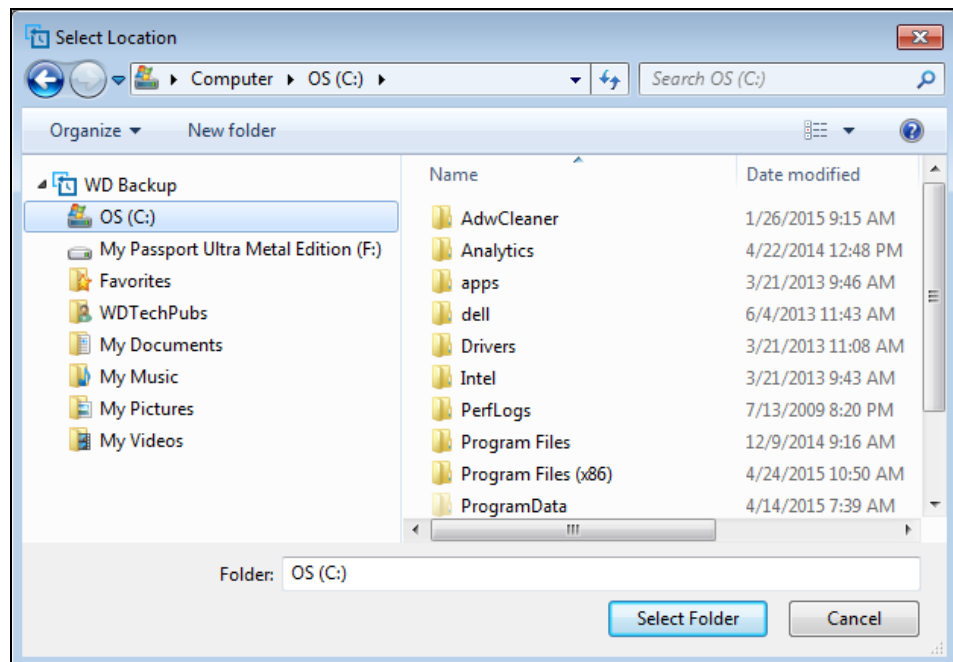 Select Location
Computer OS (C:)
Search OS (C:)
Organize New folder
WD Backup
OS (C:)
My Passport Ultra Metal Edition (F:)
Favorites
WDTechPubs
My Documents
My Music
My Pictures
My Videos
Name Date modified
AdwCleaner 1/26/2015 9:15 AM
Analytics 4/22/2014 12:48 PM
apps 3/21/2013 9:46 AM
dell 6/4/2013 11:43 AM
Drivers 3/21/2013 11:08 AM
Intel 3/21/2013 9:43 AM
PerfLogs 7/13/2009 8:20 PM
Program Files 12/9/2014 9:16 AM
Program Files (x86) 4/24/2015 10:50 AM
ProgramData 4/14/2015 7:39 AM
Folder: OS (C:)
Select Folder Cancel